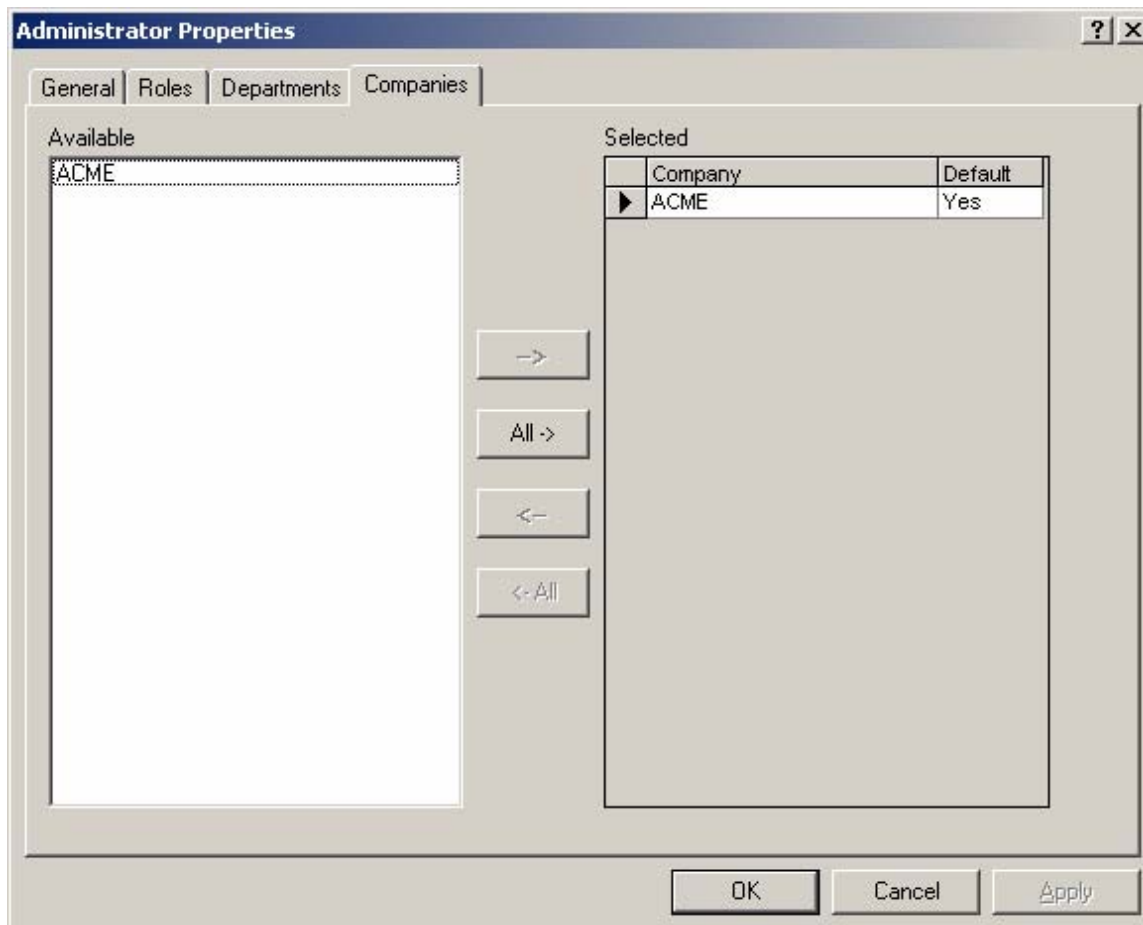 Administrator Properties
? X
General Roles Departments Companies
Available
Selected
ACME
Company Default
ACME Yes
-->
All ->
<--
<- All
OK Cancel Apply